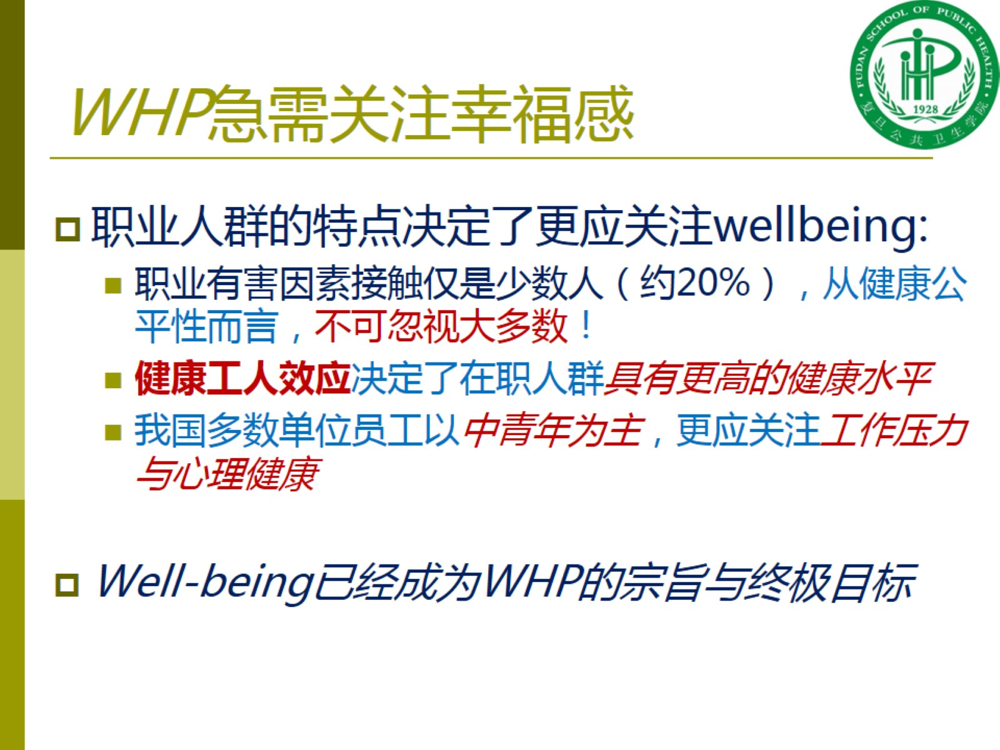 FUDAN SCHOOL OF PUBLIC HEALTH
1928
复旦公共卫生学院
WHP急需关注幸福感
职业人群的特点决定了更应关注wellbeing:
职业有害因素接触仅是少数人（约20%），从健康公
平性而言，不可忽视大多数！
健康工人效应决定了在职人群具有更高的健康水平
我国多数单位员工以中青年为主，更应关注工作压力
与心理健康
Well-being已经成为WHP的宗旨与终极目标